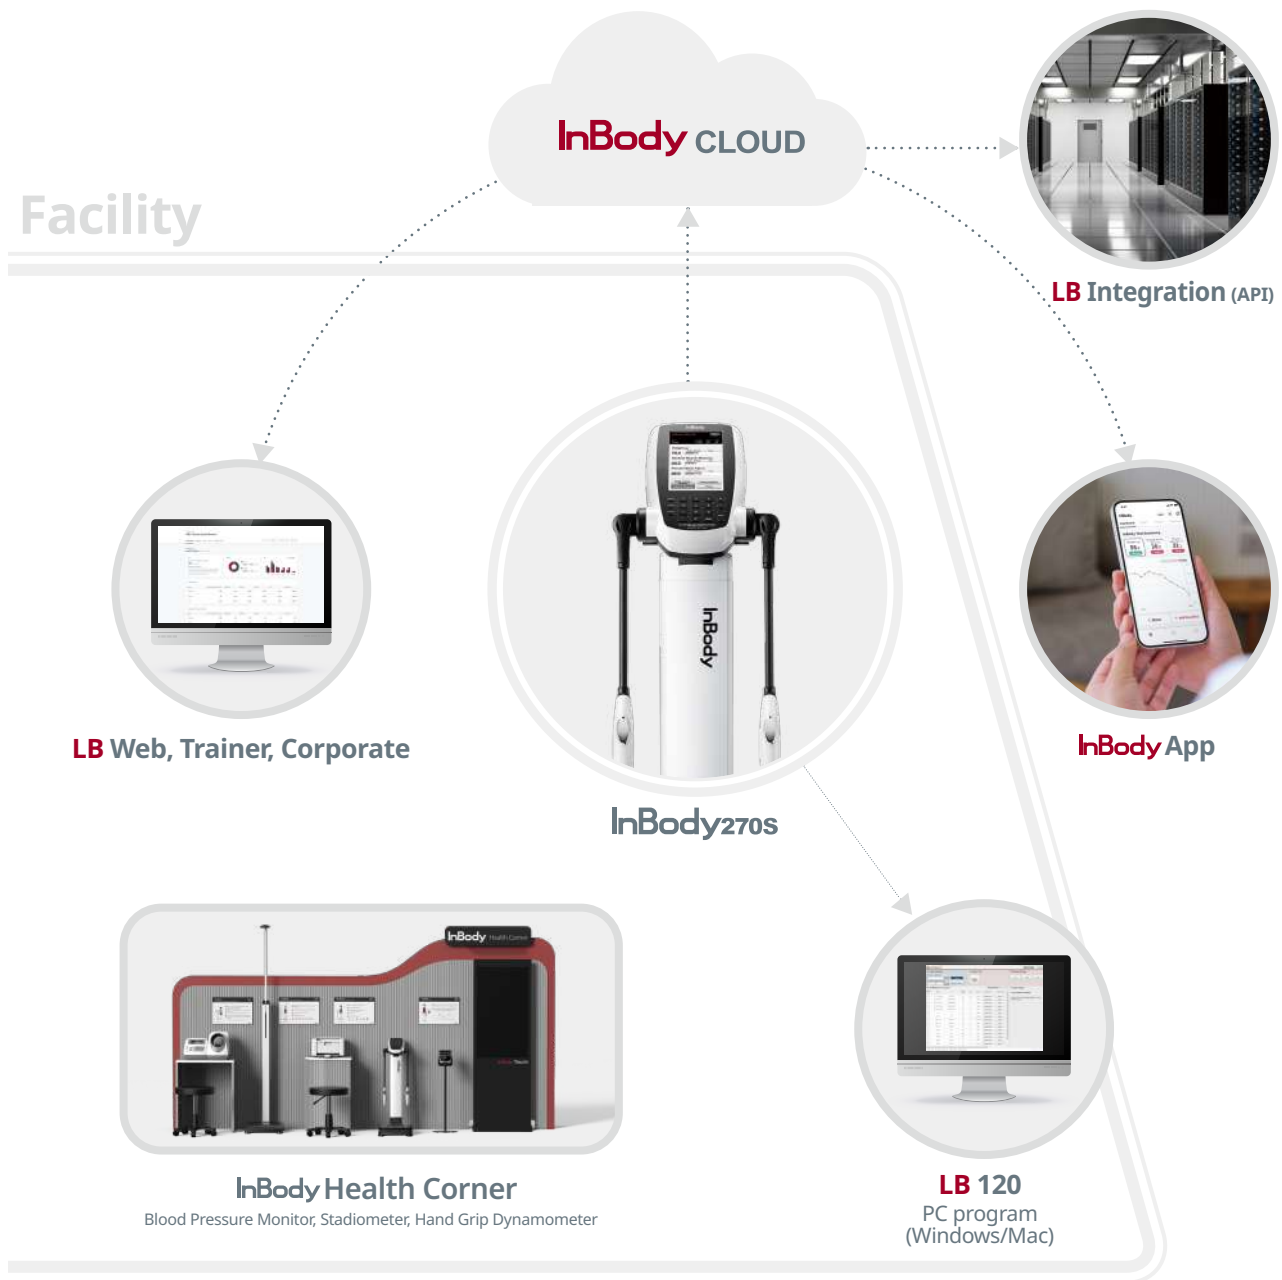 InBody CLOUD
Facility
LB Integration (API)
InBody
InBody
LB Web, Trainer, Corporate
InBody App
InBody270S
InBody Health Corner
InBody Health Corner
Blood Pressure Monitor, Stadiometer, Hand Grip Dynamometer
LB 120
PC program
(Windows/Mac)